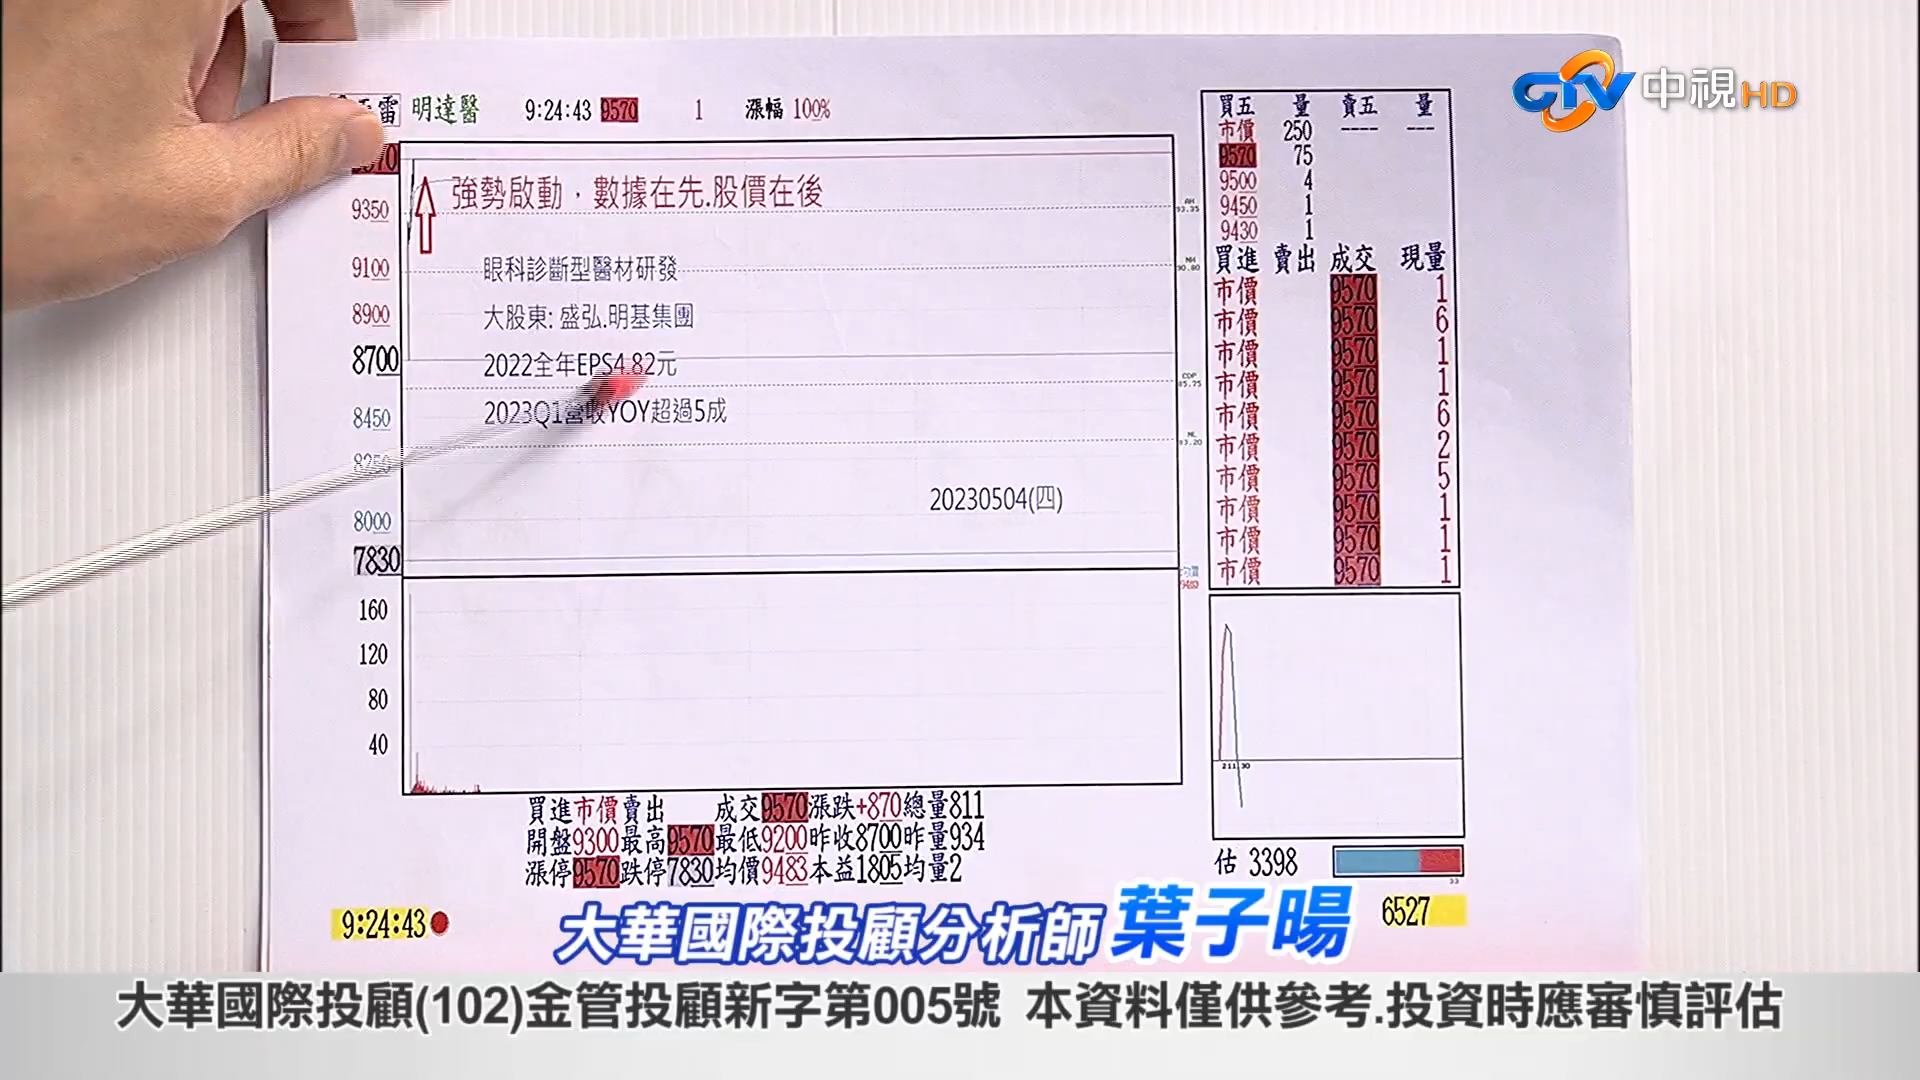 CTV 中視HD
雷 明達醫 9:24:43 9570 1 漲幅 100%
買五 量 賣五 量
市價 250 ---- ---
9570 75
9500 4
9450 1
9430 1
買進 賣出 成交 現量
市價 9570 1
市價 9570 6
市價 9570 1
市價 9570 1
市價 9570 6
市價 9570 2
市價 9570 5
市價 9570 1
市價 9570 1
市價 9570 1
強勢啟動，數據在先.股價在後
眼科診斷型醫材研發
大股東: 盛弘.明基集團
2022全年EPS4.82元
2023Q1營收YOY超過5成
20230504(四)
9350
9100
8900
8700
8450
8250
8000
7830
160
120
80
40
211.30
買進市價賣出 成交9570漲跌+870總量811
開盤9300最高9570最低9200昨收8700昨量934
漲停9570跌停7830均價9483本益1805均量2
估 3398
33
9:24:43
6527
大華國際投顧分析師 葉子暘
大華國際投顧(102)金管投顧新字第005號 本資料僅供參考.投資時應審慎評估